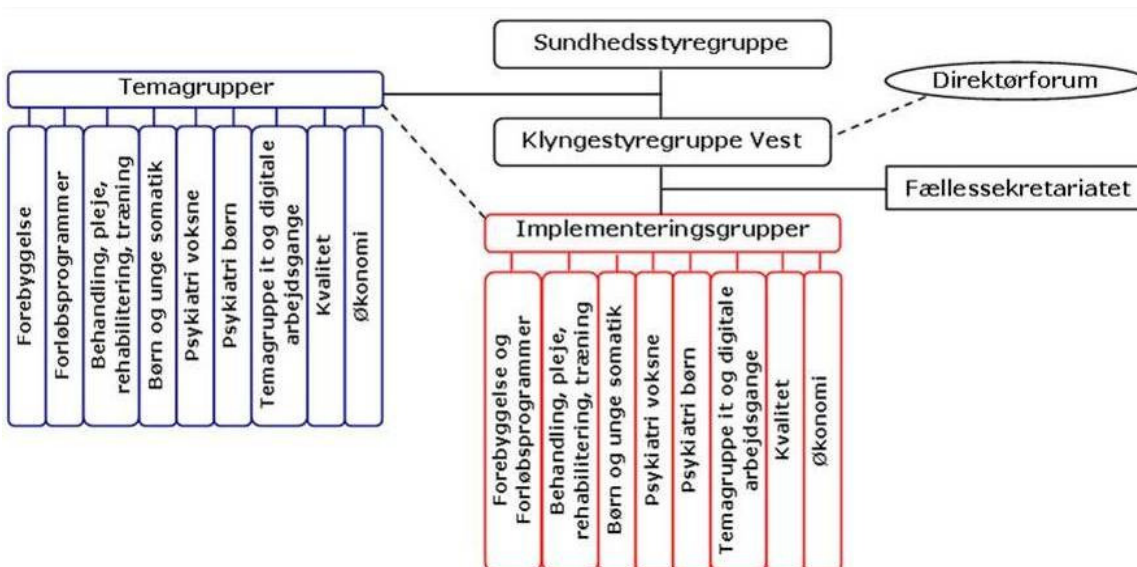 Sundhedsstyregruppe
Temagrupper
Direktørforum
Klyngestyregruppe Vest
Fællessekretariatet
Implementeringsgrupper
Forebyggelse
Forløbsprogrammer
Behandling, pleje,
rehabilitering, træning
Børn og unge somatik
Psykiatri voksne
Psykiatri børn
Temagruppe it og digitale
arbejdsgange
Kvalitet
Økonomi
Forebyggelse og
Forløbsprogrammer
Behandling, pleje,
rehabilitering, træning
Børn og unge somatik
Psykiatri voksne
Psykiatri børn
Temagruppe it og digitale
arbejdsgange
Kvalitet
Økonomi